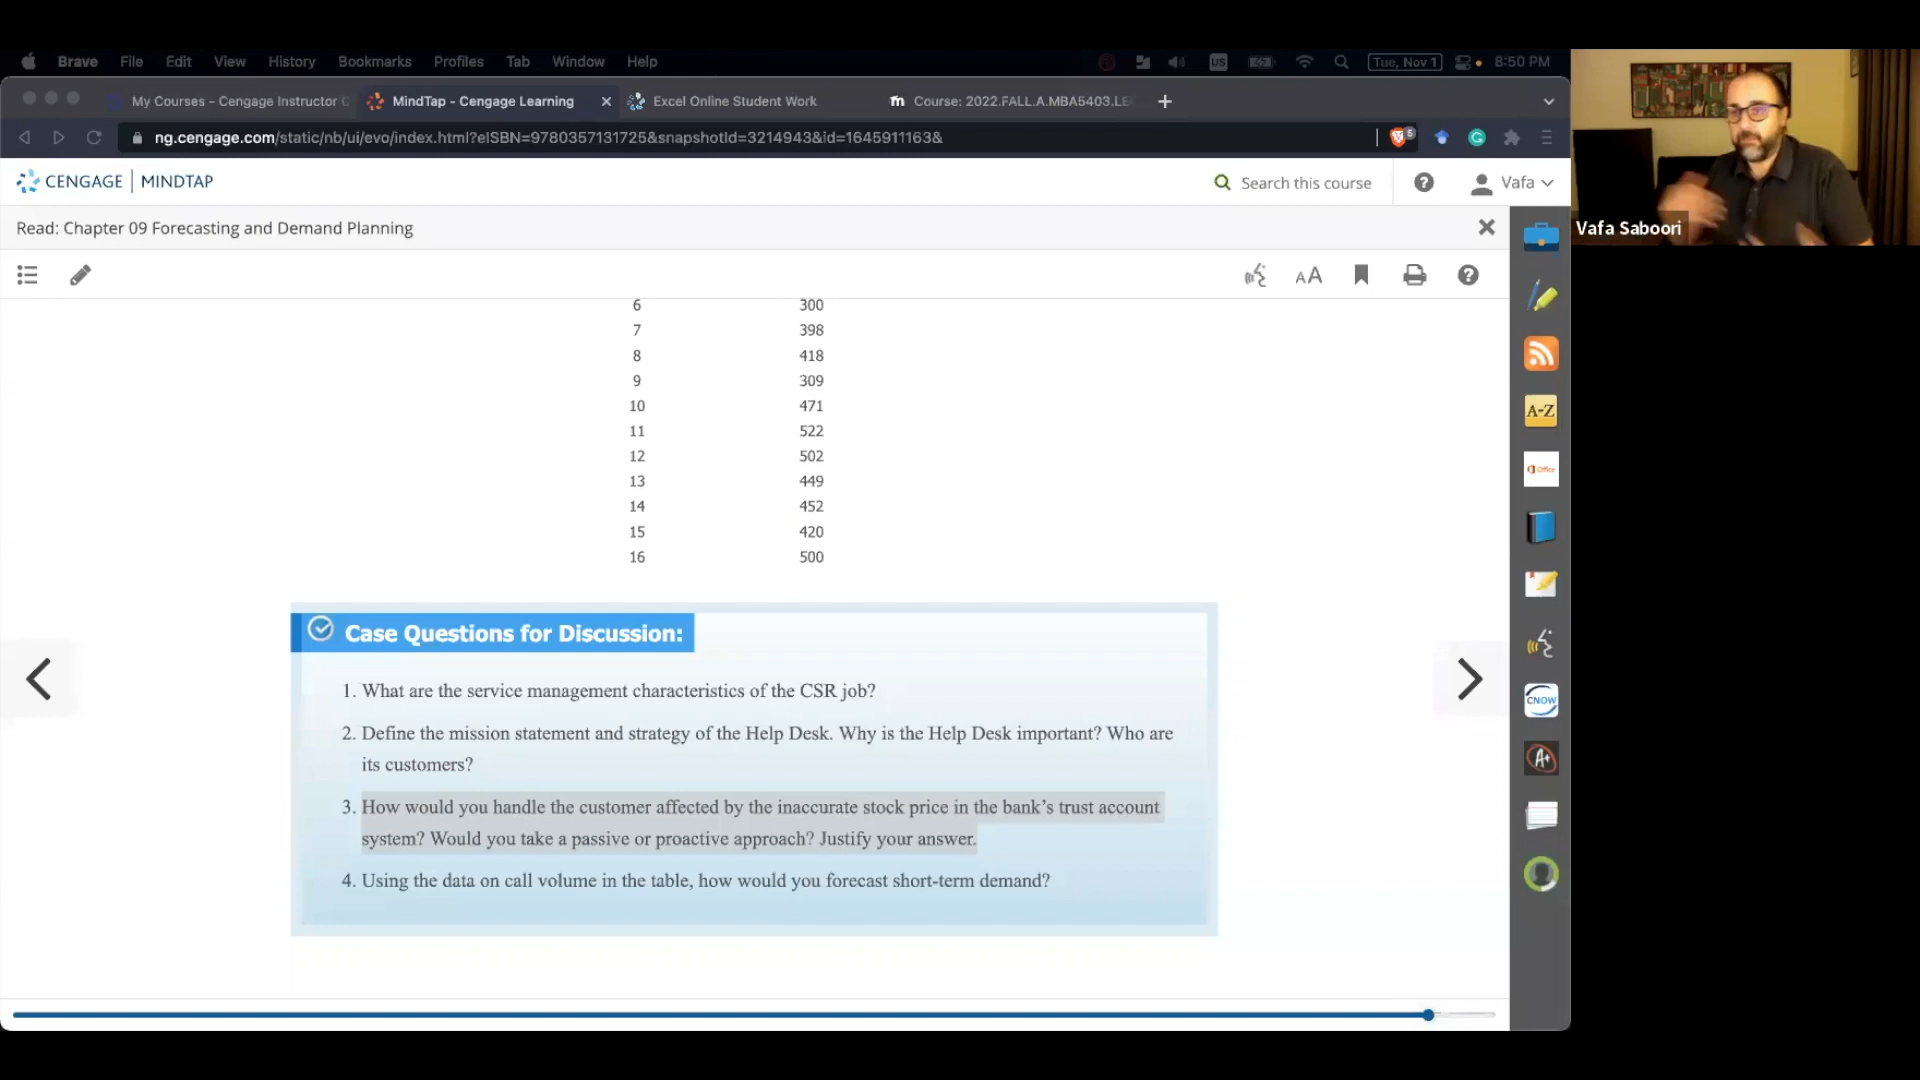 Brave File Edit View History Bookmarks Profiles Tab Window Help US Tue, Nov 1 8:50 PM
My Courses - Cengage Instructor C MindTap - Cengage Learning Excel Online Student Work Course: 2022.FALL.A.MBA5403.LE
ng.cengage.com/static/nb/ui/evo/index.html?eISBN=9780357131725&snapshotId=3214943&id=1645911163& 5
CENGAGE MINDTAP Search this course Vafa
Vafa Saboori
Read: Chapter 09 Forecasting and Demand Planning
AA
6 300
7 398
8 418
9 309
10 471
11 522
12 502
13 449
14 452
15 420
16 500
A-Z
Office
CNOW
A+
Case Questions for Discussion:
1. What are the service management characteristics of the CSR job?
2. Define the mission statement and strategy of the Help Desk. Why is the Help Desk important? Who are
its customers?
3. How would you handle the customer affected by the inaccurate stock price in the bank’s trust account
system? Would you take a passive or proactive approach? Justify your answer.
4. Using the data on call volume in the table, how would you forecast short-term demand?